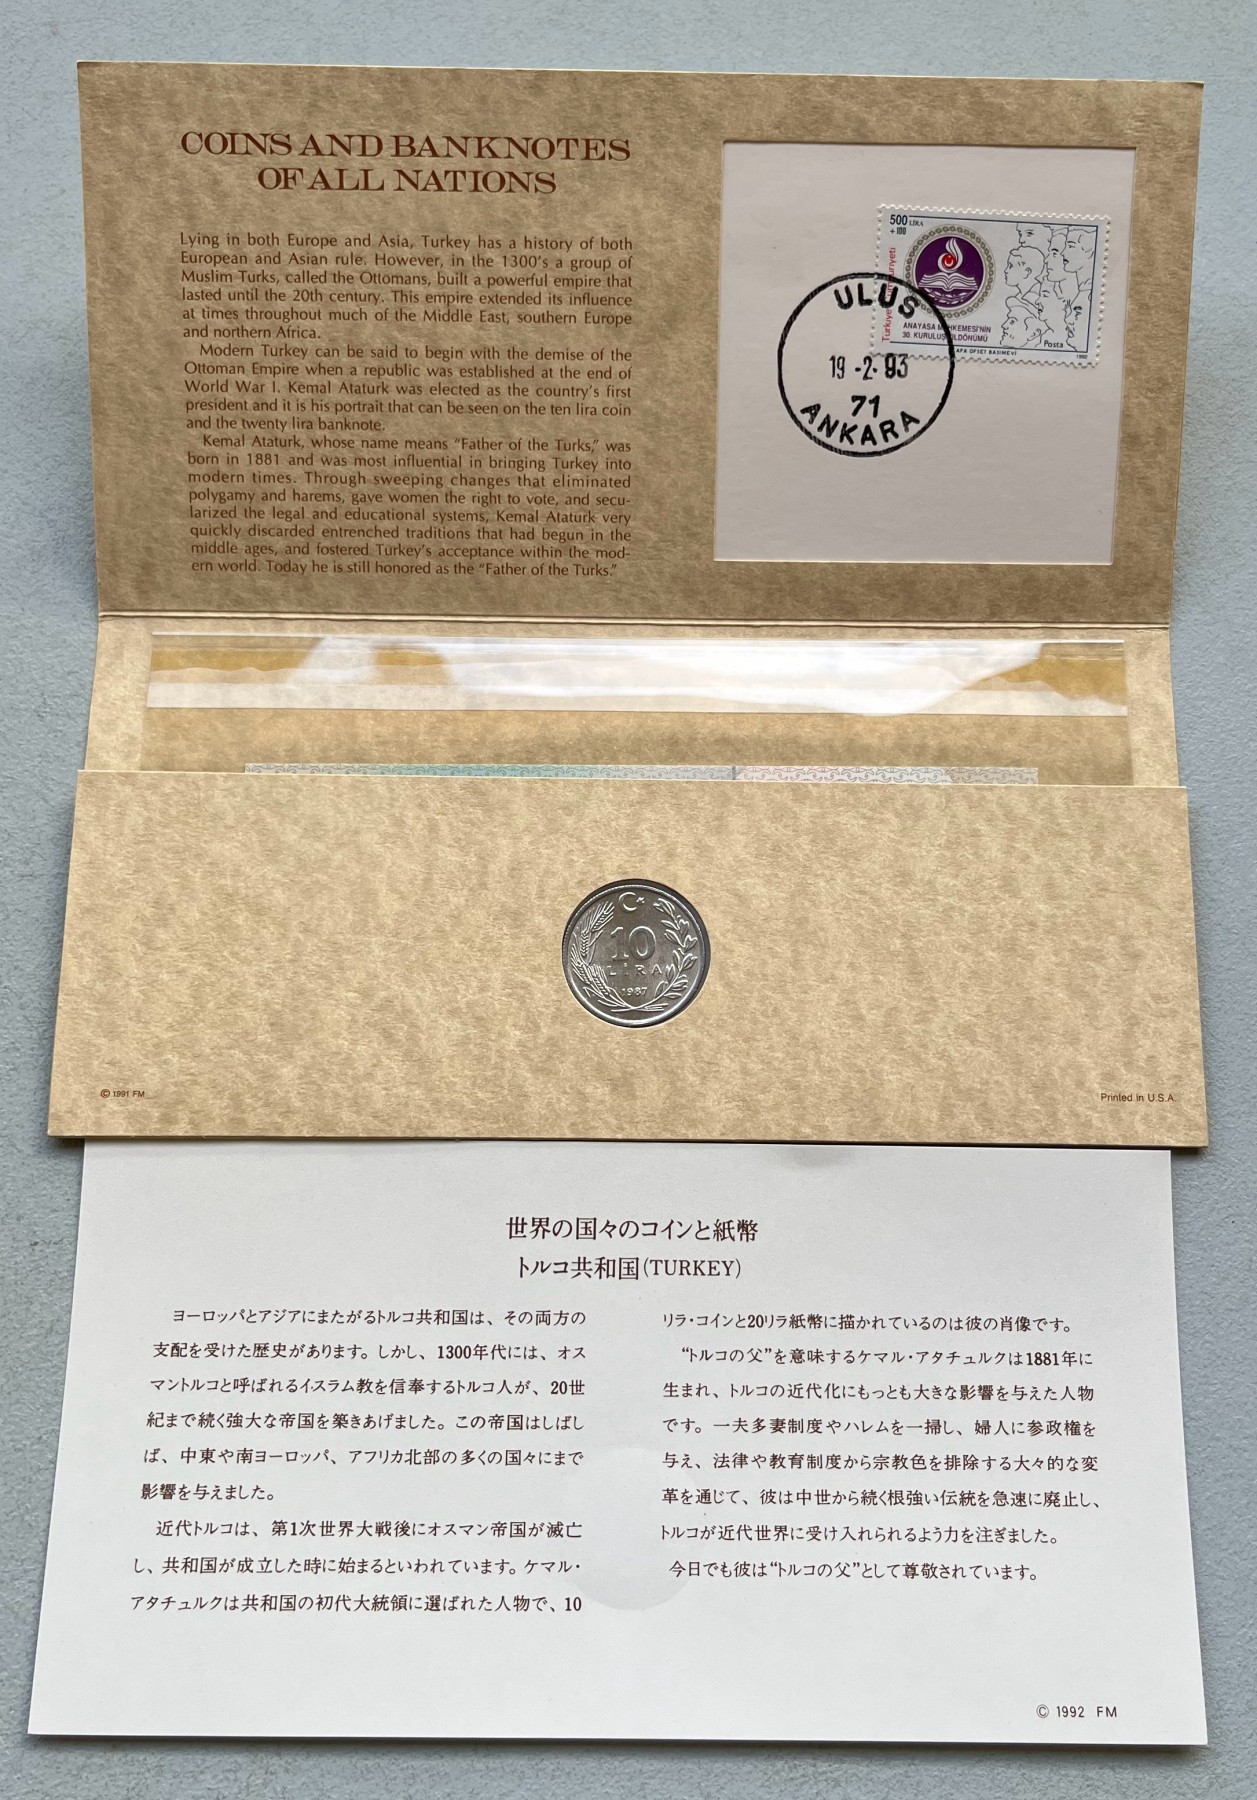 COINS AND BANKNOTES
OF ALL NATIONS
Lying in both Europe and Asia, Turkey has a history of both
European and Asian rule. However, in the 1300's a group of
Muslim Turks, called the Ottomans, built a powerful empire that
lasted until the 20th century. This empire extended its influence
at times throughout much of the Middle East, southern Europe
and northern Africa.
Modern Turkey can be said to begin with the demise of the
Ottoman Empire when a republic was established at the end of
World War I. Kemal Ataturk was elected as the country's first
president and it is his portrait that can be seen on the ten lira coin
and the twenty lira banknote.
Kemal Ataturk, whose name means "Father of the Turks," was
born in 1881 and was most influential in bringing Turkey into
modern times. Through sweeping changes that eliminated
polygamy and harems, gave women the right to vote, and secu-
larized the legal and educational systems, Kemal Ataturk very
quickly discarded entrenched traditions that had begun in the
middle ages, and fostered Turkey's acceptance within the mod-
ern world. Today he is still honored as the "Father of the Turks."
500 LİRA
+100
ANAYASA MAHKEMESİ'NİN
30. KURULUŞ YILDÖNÜMÜ
Posta
OFSET BASIMEVİ
1992
ULUS
19-2-93
71
ANKARA
10
LİRA
1987
© 1991 FM
Printed in U.S.A.
世界の国々のコインと紙幣
トルコ共和国(TURKEY)
ヨーロッパとアジアにまたがるトルコ共和国は、その両方の
支配を受けた歴史があります。しかし、1300年代には、オス
マントルコと呼ばれるイスラム教を信奉するトルコ人が、20世
紀まで続く強大な帝国を築きあげました。この帝国はしばし
ば、中東や南ヨーロッパ、アフリカ北部の多くの国々にまで
影響を与えました。
近代トルコは、第1次世界大戦後にオスマン帝国が滅亡
し、共和国が成立した時に始まるといわれています。ケマル・
アタチュルクは共和国の初代大統領に選ばれた人物で、10
リラ・コインと20リラ紙幣に描かれているのは彼の肖像です。
“トルコの父”を意味するケマル・アタチュルクは1881年に
生まれ、トルコの近代化にもっとも大きな影響を与えた人物
です。一夫多妻制度やハレムを一掃し、婦人に参政権を
与え、法律や教育制度から宗教色を排除する大々的な変
革を通じて、彼は中世から続く根強い伝統を急速に廃止し、
トルコが近代世界に受け入れられるよう力を注ぎました。
今日でも彼は“トルコの父”として尊敬されています。
© 1992 FM